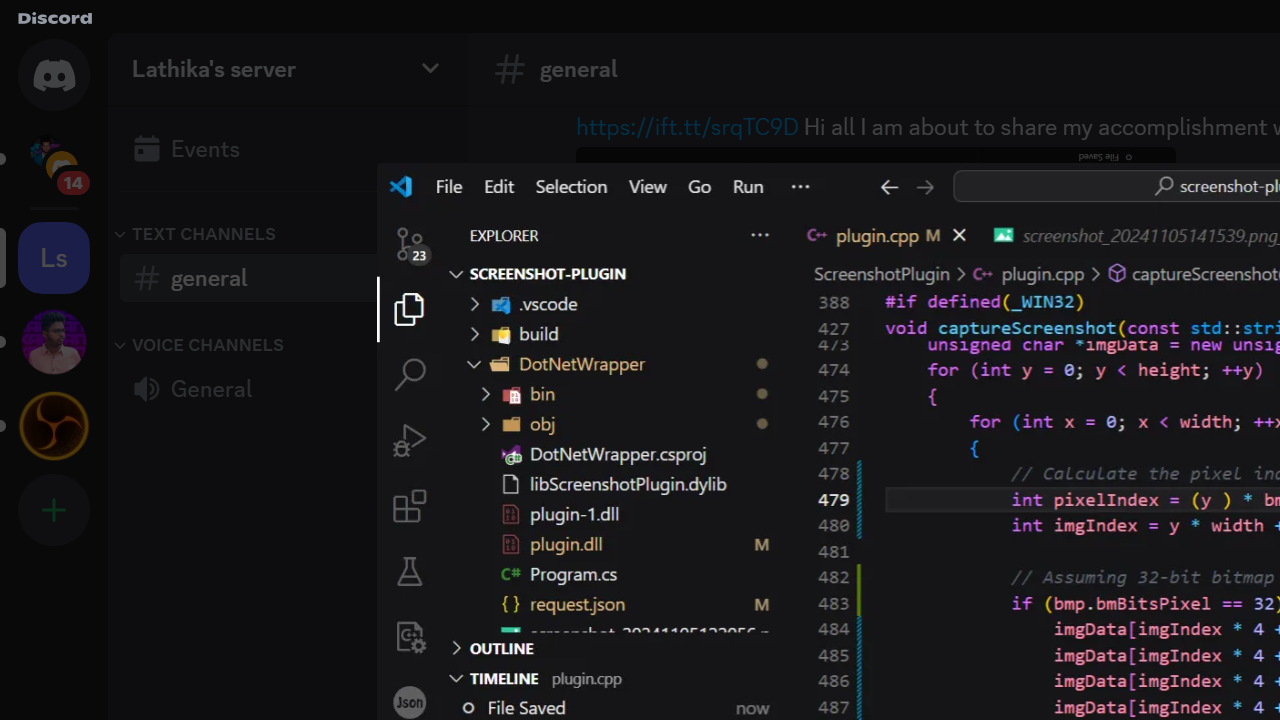 Discord
Lathika's server
general
https://ift.tt/srqTC9D Hi all I am about to share my accomplishment
File Saved
Events
14
TEXT CHANNELS
Ls
general
VOICE CHANNELS
General
File Edit Selection View Go Run ...
screenshot-plu
23
EXPLORER
...
SCREENSHOT-PLUGIN
.vscode
build
DotNetWrapper
bin
obj
DotNetWrapper.csproj
libScreenshotPlugin.dylib
plugin-1.dll
plugin.dll M
Program.cs
request.json M
OUTLINE
TIMELINE plugin.cpp
File Saved now
Json
plugin.cpp M
screenshot_20241105141539.png
ScreenshotPlugin > plugin.cpp > captureScreenshot
388 #if defined(_WIN32)
427 void captureScreenshot(const std::stri
473 unsigned char *imgData = new unsig
474 for (int y = 0; y < height; ++y)
475 {
476 for (int x = 0; x < width; ++x
477 {
478 // Calculate the pixel ind
479 int pixelIndex = (y ) * bm
480 int imgIndex = y * width +
481
482 // Assuming 32-bit bitmap
483 if (bmp.bmBitsPixel == 32)
484 imgData[imgIndex * 4 +
485 imgData[imgIndex * 4 +
486 imgData[imgIndex * 4 +
487 imgData[imgIndex * 4 +